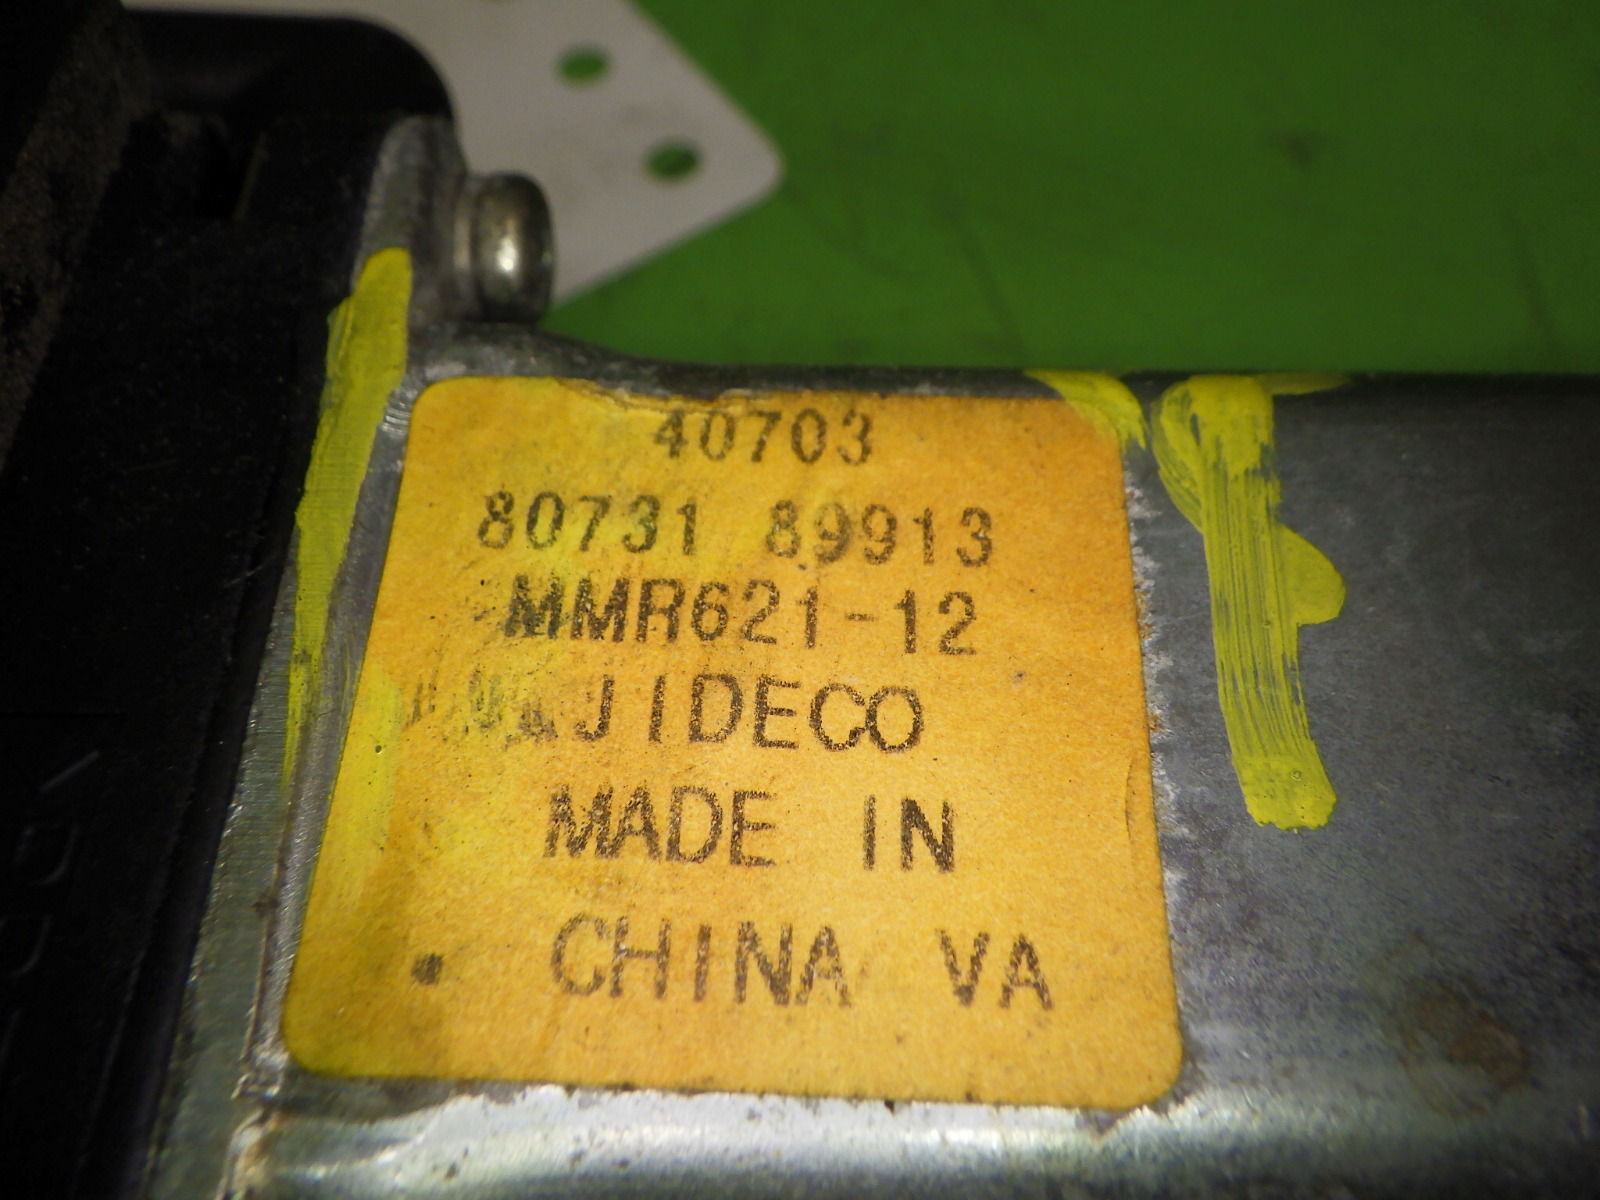 40703
80731 89913
MMR621-12
JIDECO
MADE IN
CHINA VA